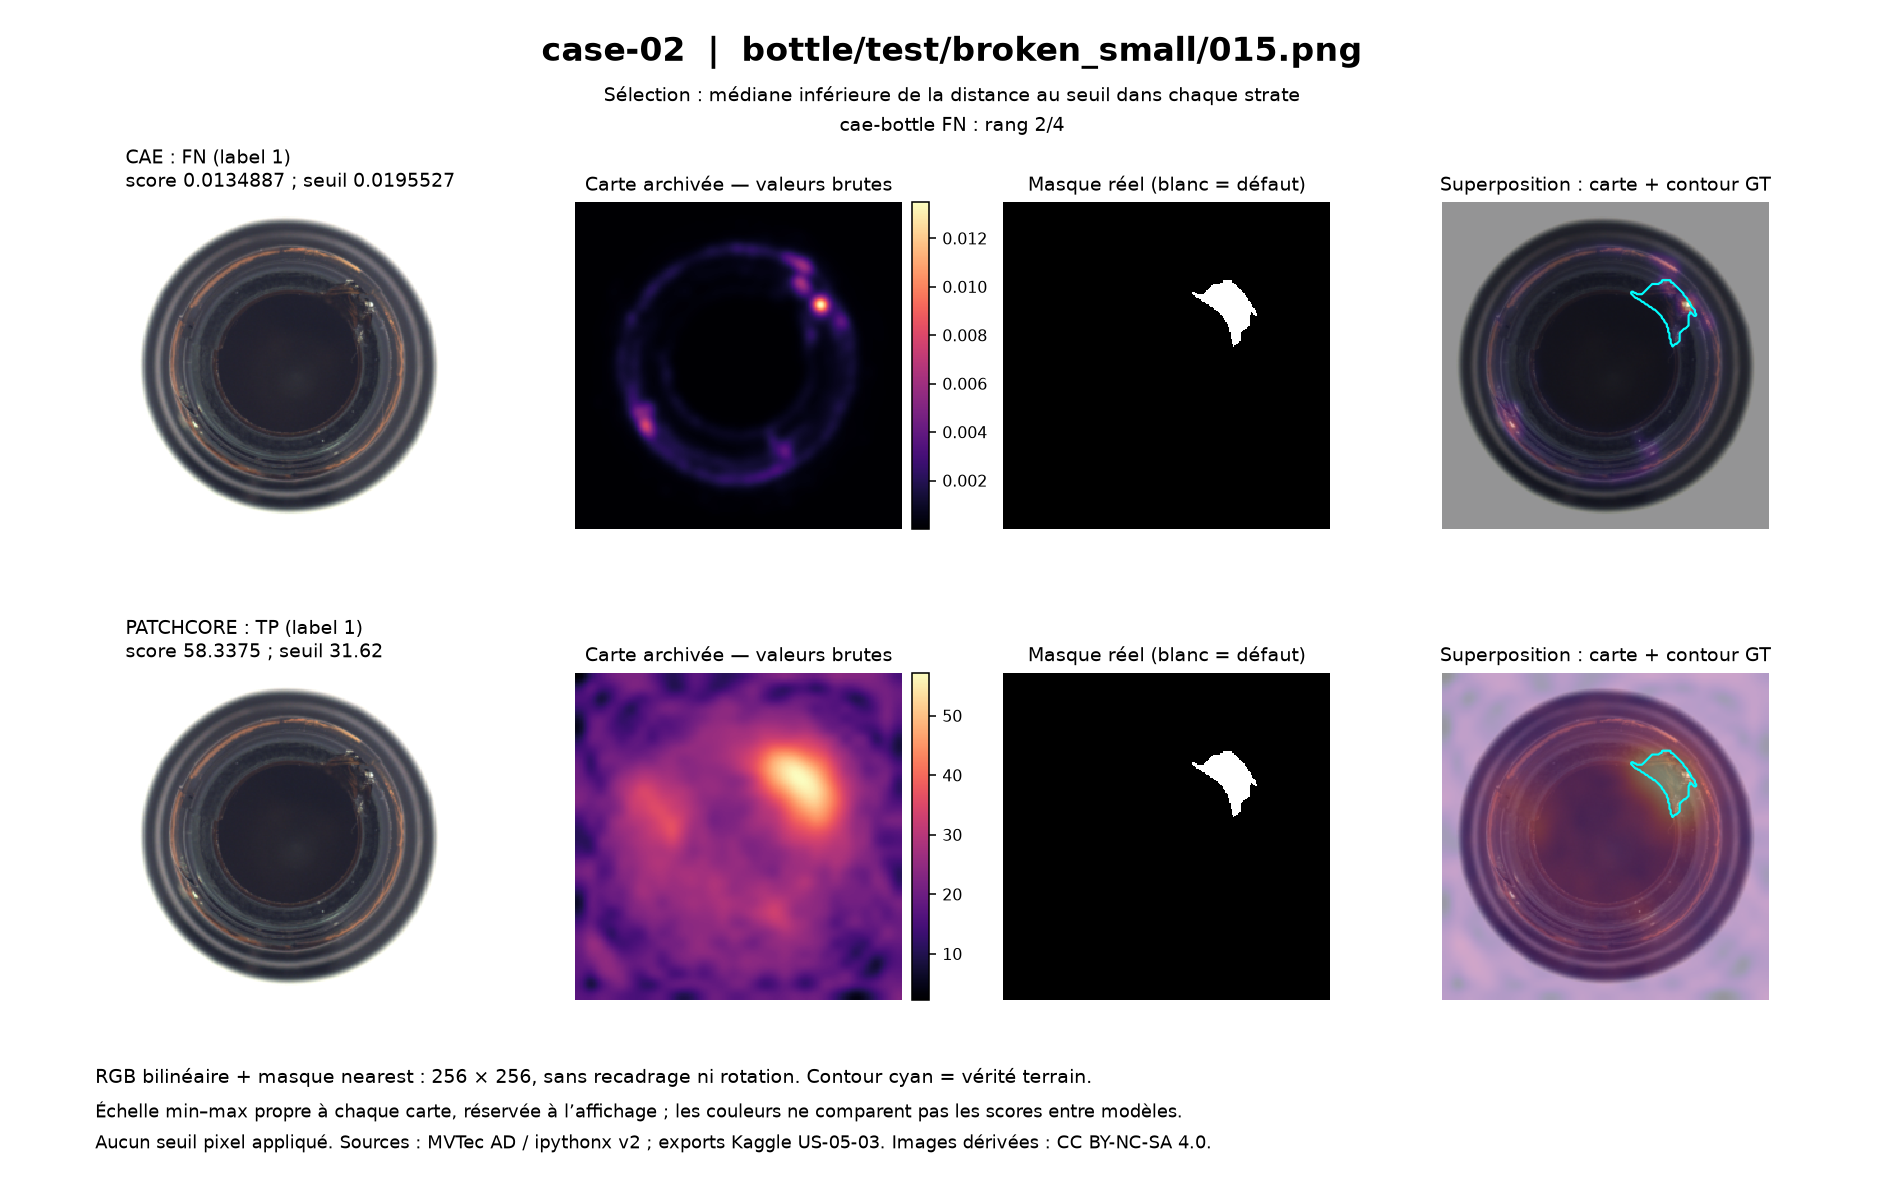 case-02 | bottle/test/broken_small/015.png
Sélection : médiane inférieure de la distance au seuil dans chaque strate
cae-bottle FN : rang 2/4
CAE : FN (label 1)
score 0.0134887 ; seuil 0.0195527
Carte archivée — valeurs brutes
Masque réel (blanc = défaut)
Superposition : carte + contour GT
0.012
0.010
0.008
0.006
0.004
0.002
PATCHCORE : TP (label 1)
score 58.3375 ; seuil 31.62
Carte archivée — valeurs brutes
Masque réel (blanc = défaut)
Superposition : carte + contour GT
50
40
30
20
10
RGB bilinéaire + masque nearest : 256 × 256, sans recadrage ni rotation. Contour cyan = vérité terrain.
Échelle min–max propre à chaque carte, réservée à l’affichage ; les couleurs ne comparent pas les scores entre modèles.
Aucun seuil pixel appliqué. Sources : MVTec AD / ipythonx v2 ; exports Kaggle US-05-03. Images dérivées : CC BY-NC-SA 4.0.